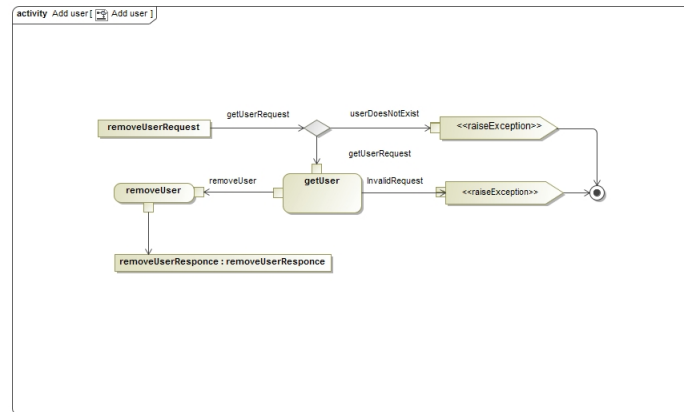 activity Add user [ Add user ]
getUserRequest
userDoesNotExist
removeUserRequest
<<raiseException>>
getUserRequest
removeUser
removeUser
getUser
InvalidRequest
<<raiseException>>
removeUserResponce : removeUserResponce